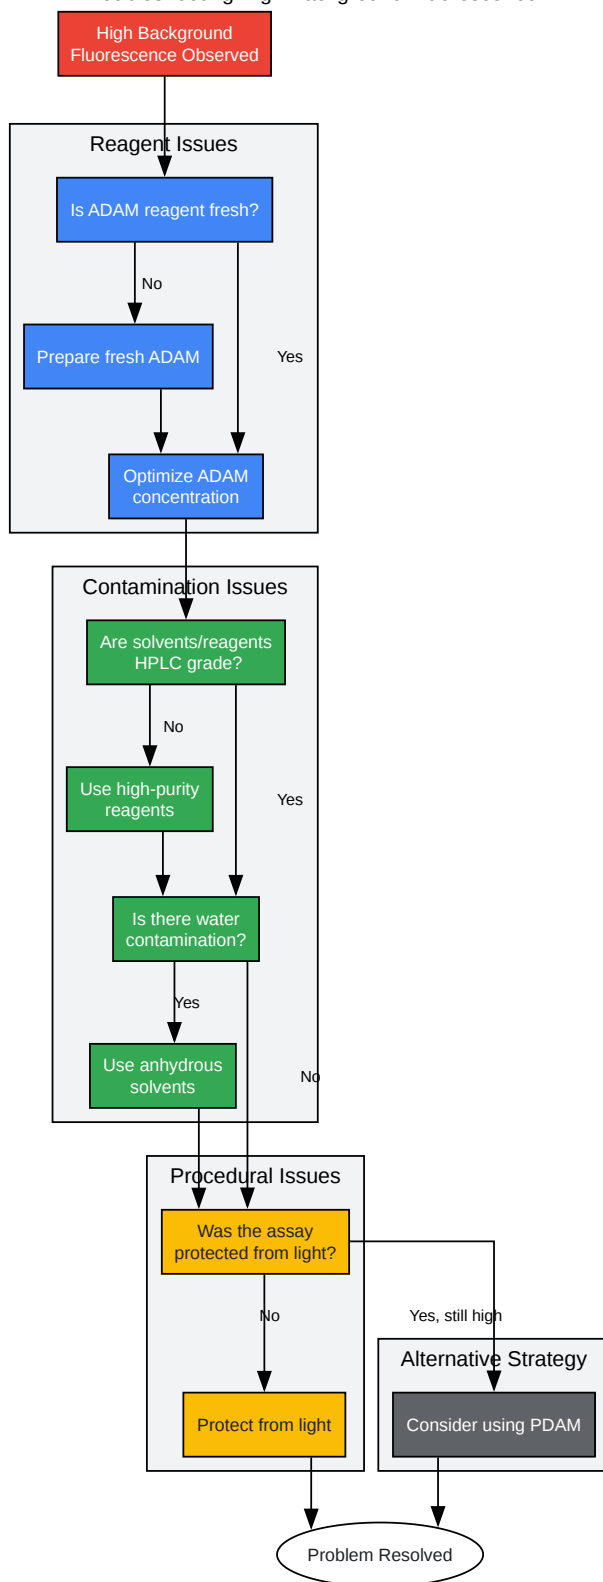 High Background
Fluorescence Observed
Reagent Issues
Is ADAM reagent fresh?
No
Prepare fresh ADAM
Yes
Optimize ADAM
concentration
Contamination Issues
Are solvents/reagents
HPLC grade?
No
Use high-purity
reagents
Yes
Is there water
contamination?
Yes
Use anhydrous
solvents
No
Procedural Issues
Was the assay
protected from light?
No
Yes, still high
Alternative Strategy
Protect from light
Consider using PDAM
Problem Resolved